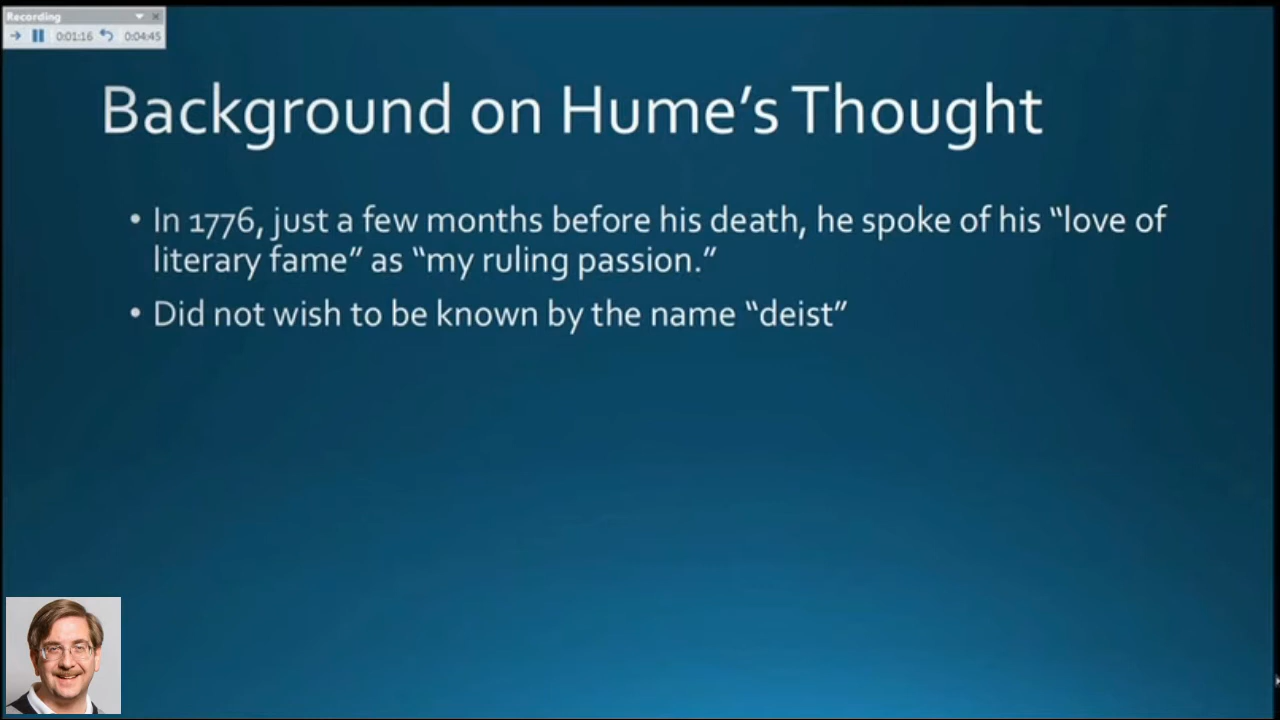 Recording
0:01:16 0:04:45
Background on Hume’s Thought
• In 1776, just a few months before his death, he spoke of his “love of
literary fame” as “my ruling passion.”
• Did not wish to be known by the name “deist”